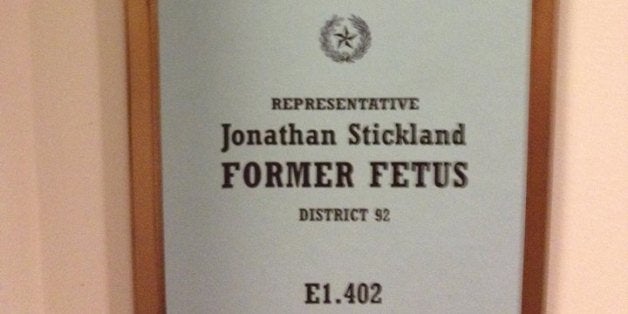 REPRESENTATIVE
Jonathan Stickland
FORMER FETUS
DISTRICT 92
E1.402